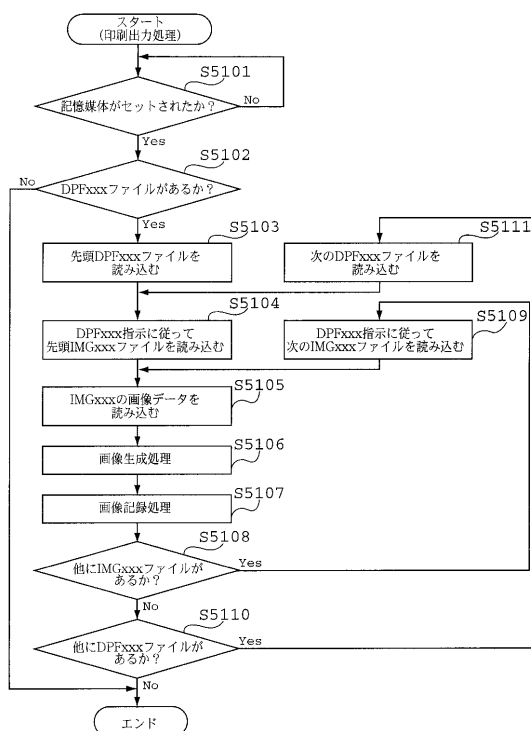 スタート
(印刷出力処理)
S5101
記憶媒体がセットされたか?
No
Yes
S5102
No
DPFxxxファイルがあるか?
Yes
S5103
先頭DPFxxxファイルを
読み込む
S5111
次のDPFxxxファイルを
読み込む
S5104
DPFxxx指示に従って
先頭IMGxxxファイルを読み込む
S5109
DPFxxx指示に従って
次のIMGxxxファイルを読み込む
S5105
IMGxxxの画像データを
読み込む
S5106
画像生成処理
S5107
画像記録処理
S5108
他にIMGxxxファイルが
あるか?
Yes
No
S5110
他にDPFxxxファイルが
あるか?
Yes
No
エンド